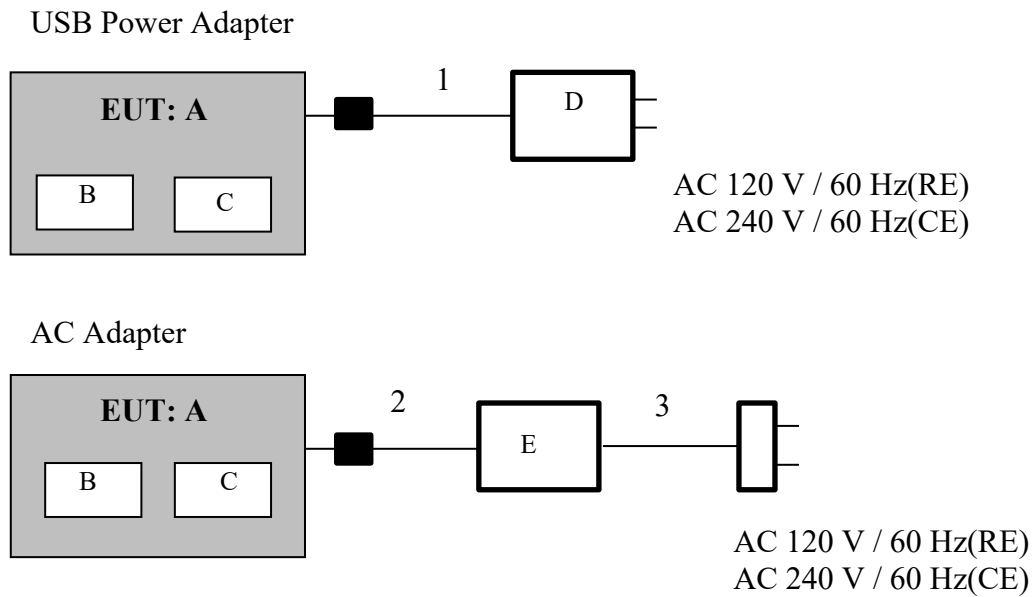 USB Power Adapter
1
EUT: A
D
B
C
AC 120 V / 60 Hz(RE)
AC 240 V / 60 Hz(CE)
AC Adapter
2
3
EUT: A
E
B
C
AC 120 V / 60 Hz(RE)
AC 240 V / 60 Hz(CE)